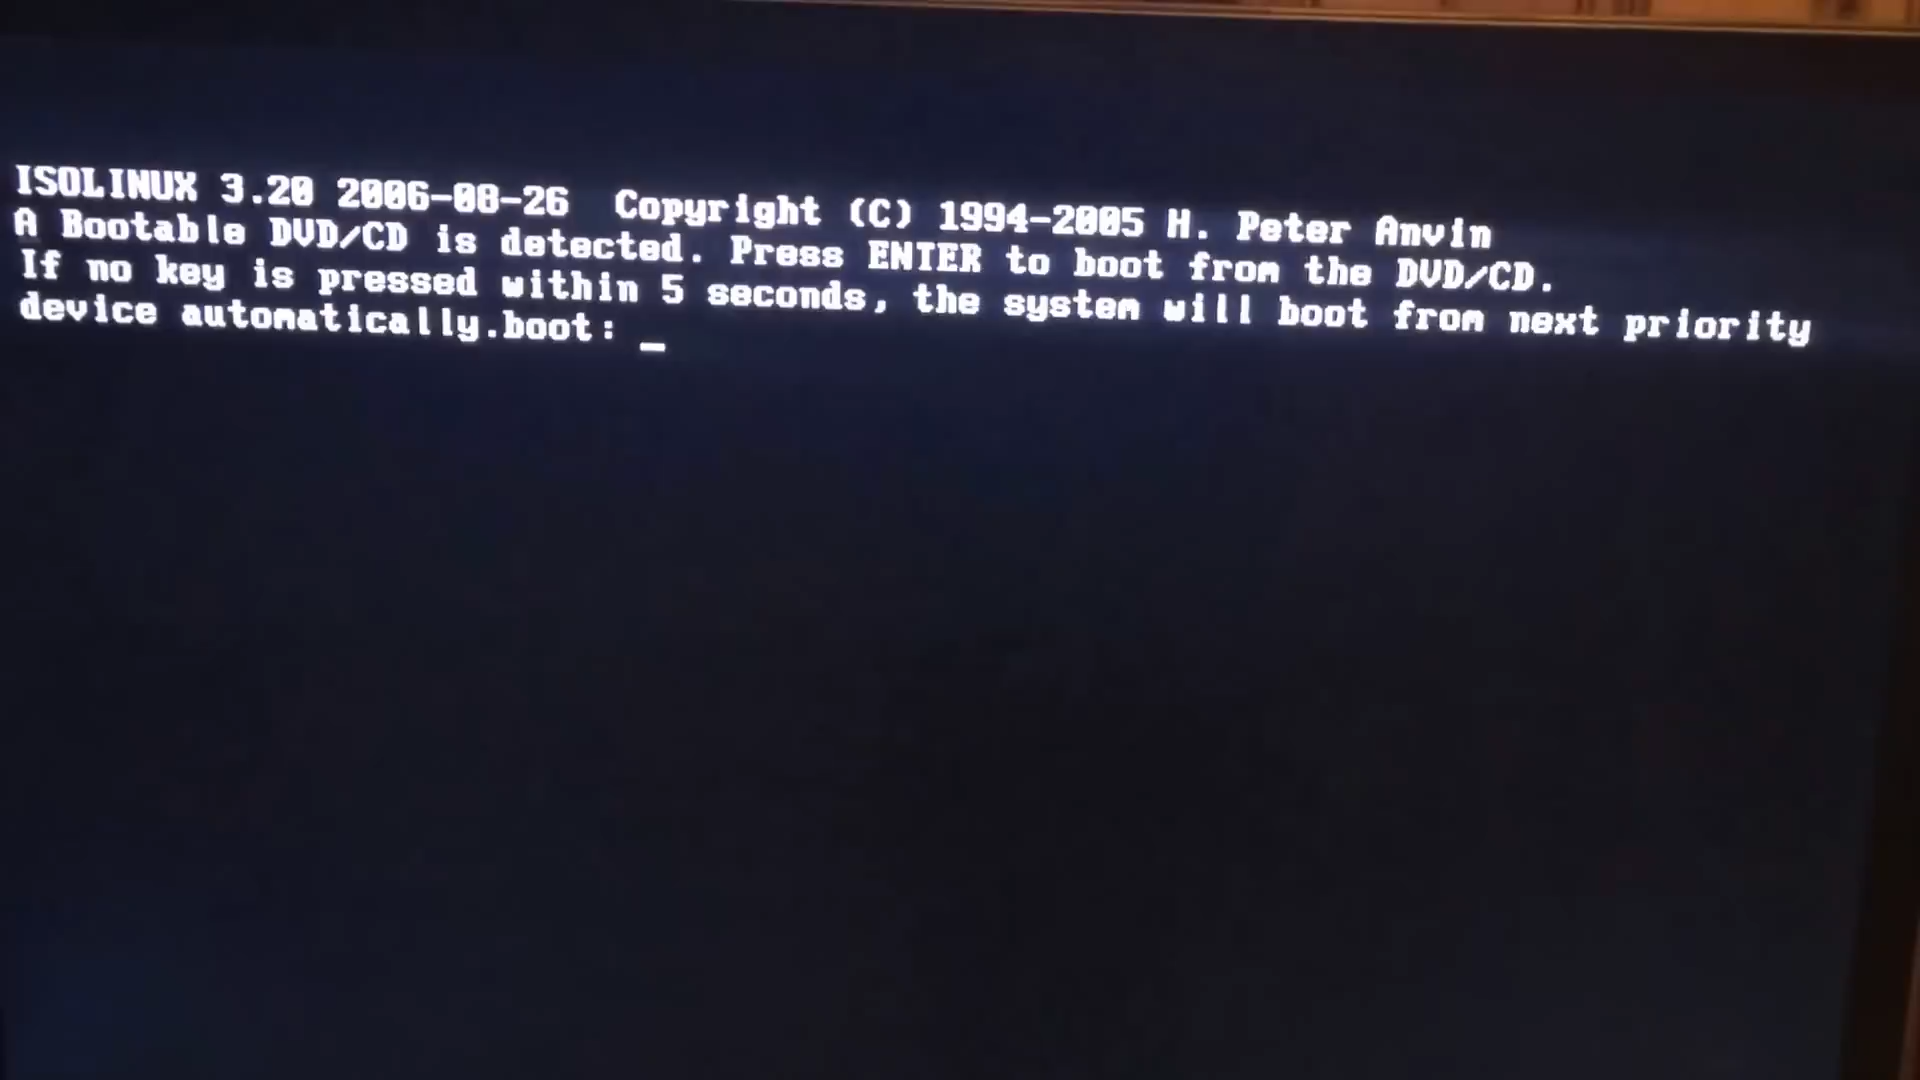 ISOLINUX 3.20 2006-08-26  Copyright (C) 1994-2005 H. Peter Anvin
A Bootable DVD/CD is detected. Press ENTER to boot from the DVD/CD.
If no key is pressed within 5 seconds, the system will boot from next priority
device automatically.boot: _